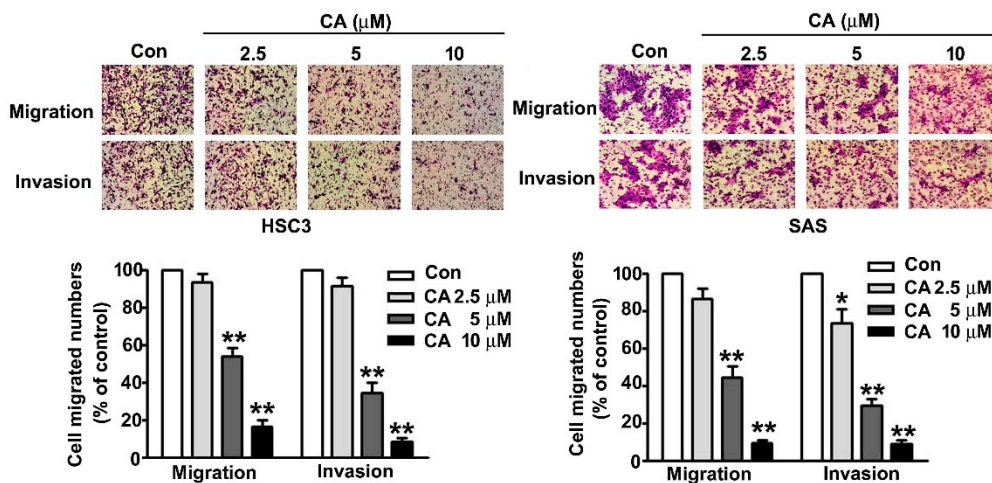 CA (μM)
Con 2.5 5 10
Migration
Invasion
HSC3
CA (μM)
Con 2.5 5 10
Migration
Invasion
SAS
Cell migrated numbers
(% of control)
100
80
60
40
20
0
** ** ** **
Migration Invasion
Con
CA 2.5 μM
CA 5 μM
CA 10 μM
Cell migrated numbers
(% of control)
100
80
60
40
20
0
** ** * ** **
Migration Invasion
Con
CA 2.5 μM
CA 5 μM
CA 10 μM